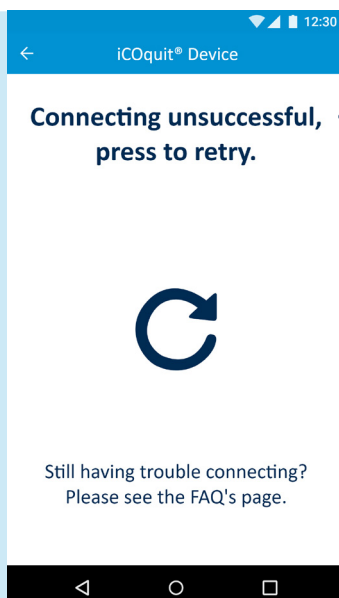 12:30
iCOquit® Device
Connecting unsuccessful,
press to retry.
Still having trouble connecting?
Please see the FAQ's page.